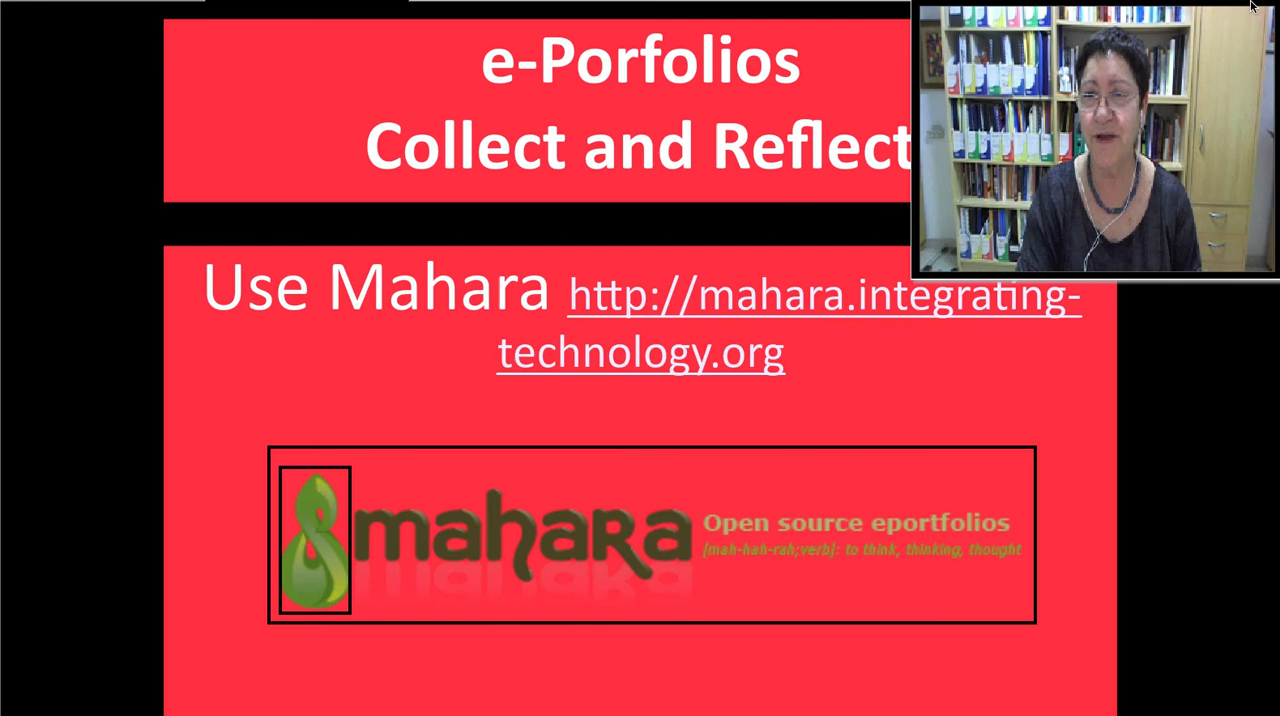 e-Porfolios
Collect and Reflect
Use Mahara http://mahara.integrating-
technology.org
mahara
Open source eportfolios
[mah-hah-rah;verb]: to think, thinking, thought